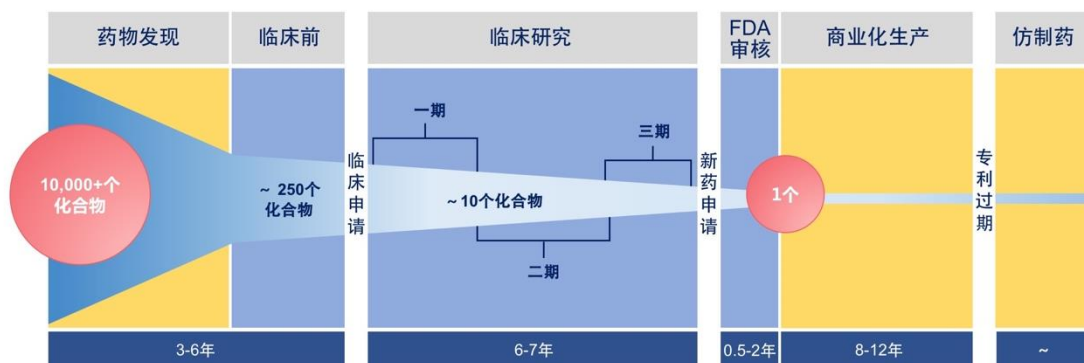 药物发现
临床前
临床研究
FDA
审核
商业化生产
仿制药
10,000+个
化合物
~ 250个
化合物
临床申请
一期
~ 10个化合物
二期
三期
新药申请
1个
专利过期
3-6年
6-7年
0.5-2年
8-12年
~